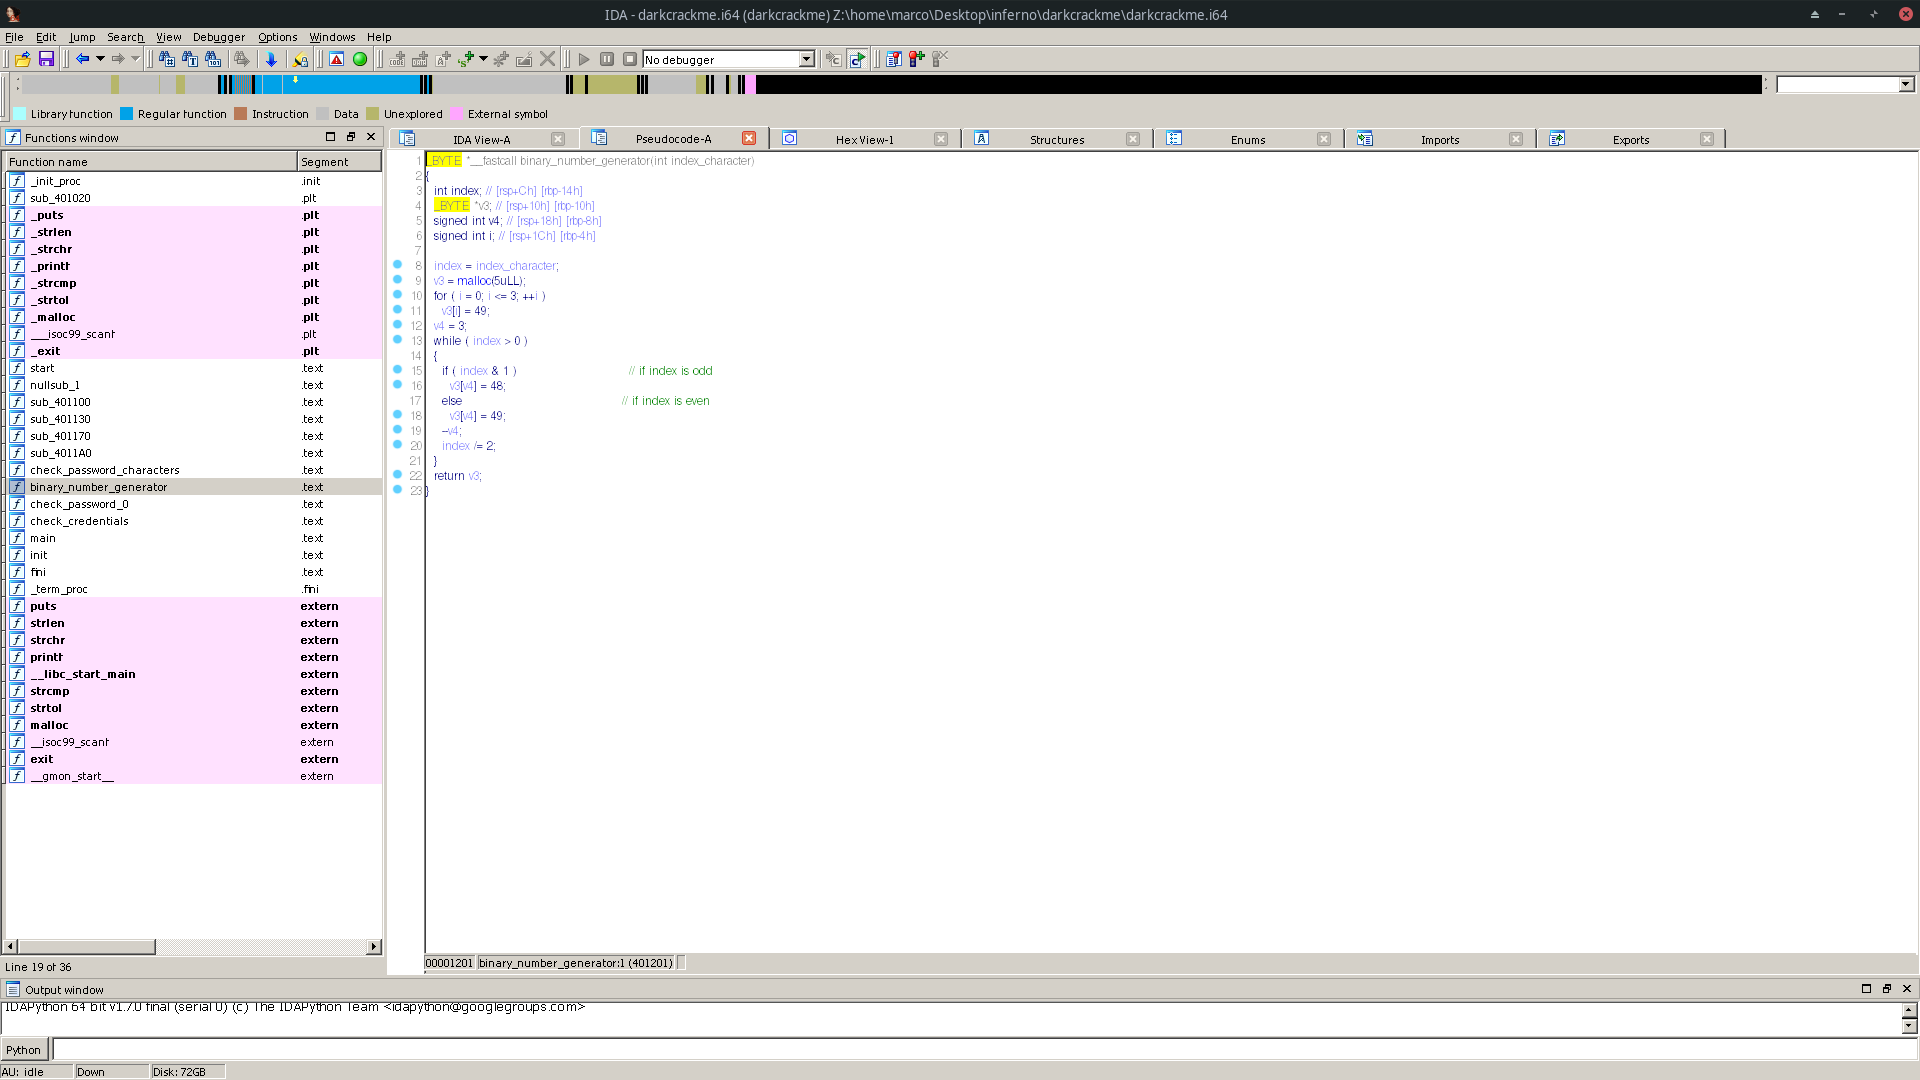 IDA - darkcrackme.i64 (darkcrackme) Z:\home\marco\Desktop\inferno\darkcrackme\darkcrackme.i64
File Edit Jump Search View Debugger Options Windows Help
No debugger
Library function Regular function Instruction Data Unexplored External symbol
Functions window
Function name Segment
_init_proc .init
sub_401020 .plt
_puts .plt
_strlen .plt
_strchr .plt
_printf .plt
_strcmp .plt
_strtol .plt
_malloc .plt
___isoc99_scanf .plt
_exit .plt
start .text
nullsub_1 .text
sub_401100 .text
sub_401130 .text
sub_401170 .text
sub_4011A0 .text
check_password_characters .text
binary_number_generator .text
check_password_0 .text
check_credentials .text
main .text
init .text
fini .text
_term_proc .fini
puts extern
strlen extern
strchr extern
printf extern
__libc_start_main extern
strcmp extern
strtol extern
malloc extern
__isoc99_scanf extern
exit extern
__gmon_start__ extern
Line 19 of 36
IDA View-A Pseudocode-A Hex View-1 Structures Enums Imports Exports
1 _BYTE *__fastcall binary_number_generator(int index_character)
2 {
3 int index; // [rsp+Ch] [rbp-14h]
4 _BYTE *v3; // [rsp+10h] [rbp-10h]
5 signed int v4; // [rsp+18h] [rbp-8h]
6 signed int i; // [rsp+1Ch] [rbp-4h]
7
8 index = index_character;
9 v3 = malloc(5uLL);
10 for ( i = 0; i <= 3; ++i )
11 v3[i] = 49;
12 v4 = 3;
13 while ( index > 0 )
14 {
15 if ( index & 1 ) // if index is odd
16 v3[v4] = 48;
17 else // if index is even
18 v3[v4] = 49;
19 --v4;
20 index /= 2;
21 }
22 return v3;
23 }
00001201 binary_number_generator:1 (401201)
Output window
IDAPython 64 bit v1.7.0 final (serial 0) (c) The IDAPython Team <idapython@googlegroups.com>
Python
AU: idle Down Disk: 72GB